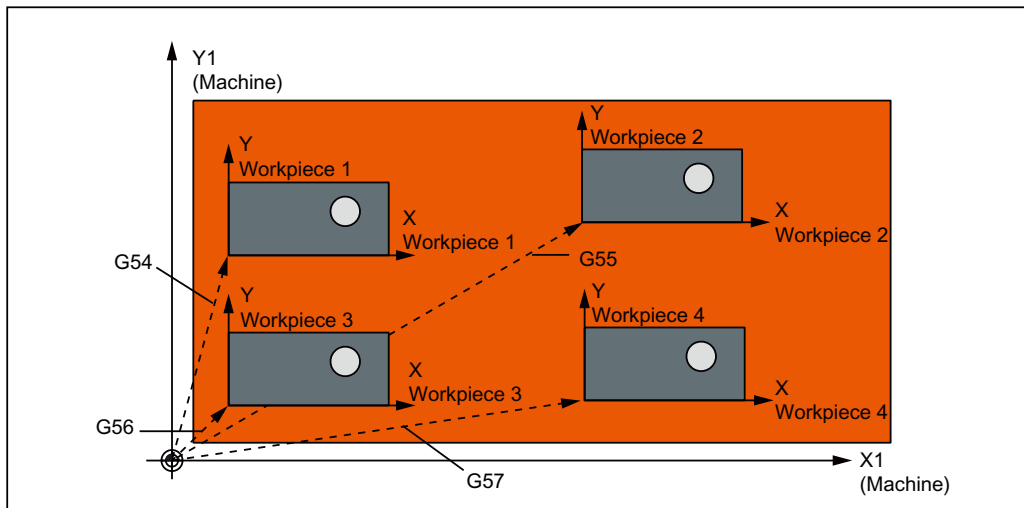 Y1
(Machine)
Y
Workpiece 1
X
Workpiece 1
Y
Workpiece 2
X
Workpiece 2
G54
G55
Y
Workpiece 3
X
Workpiece 3
Y
Workpiece 4
X
Workpiece 4
G56
G57
X1
(Machine)